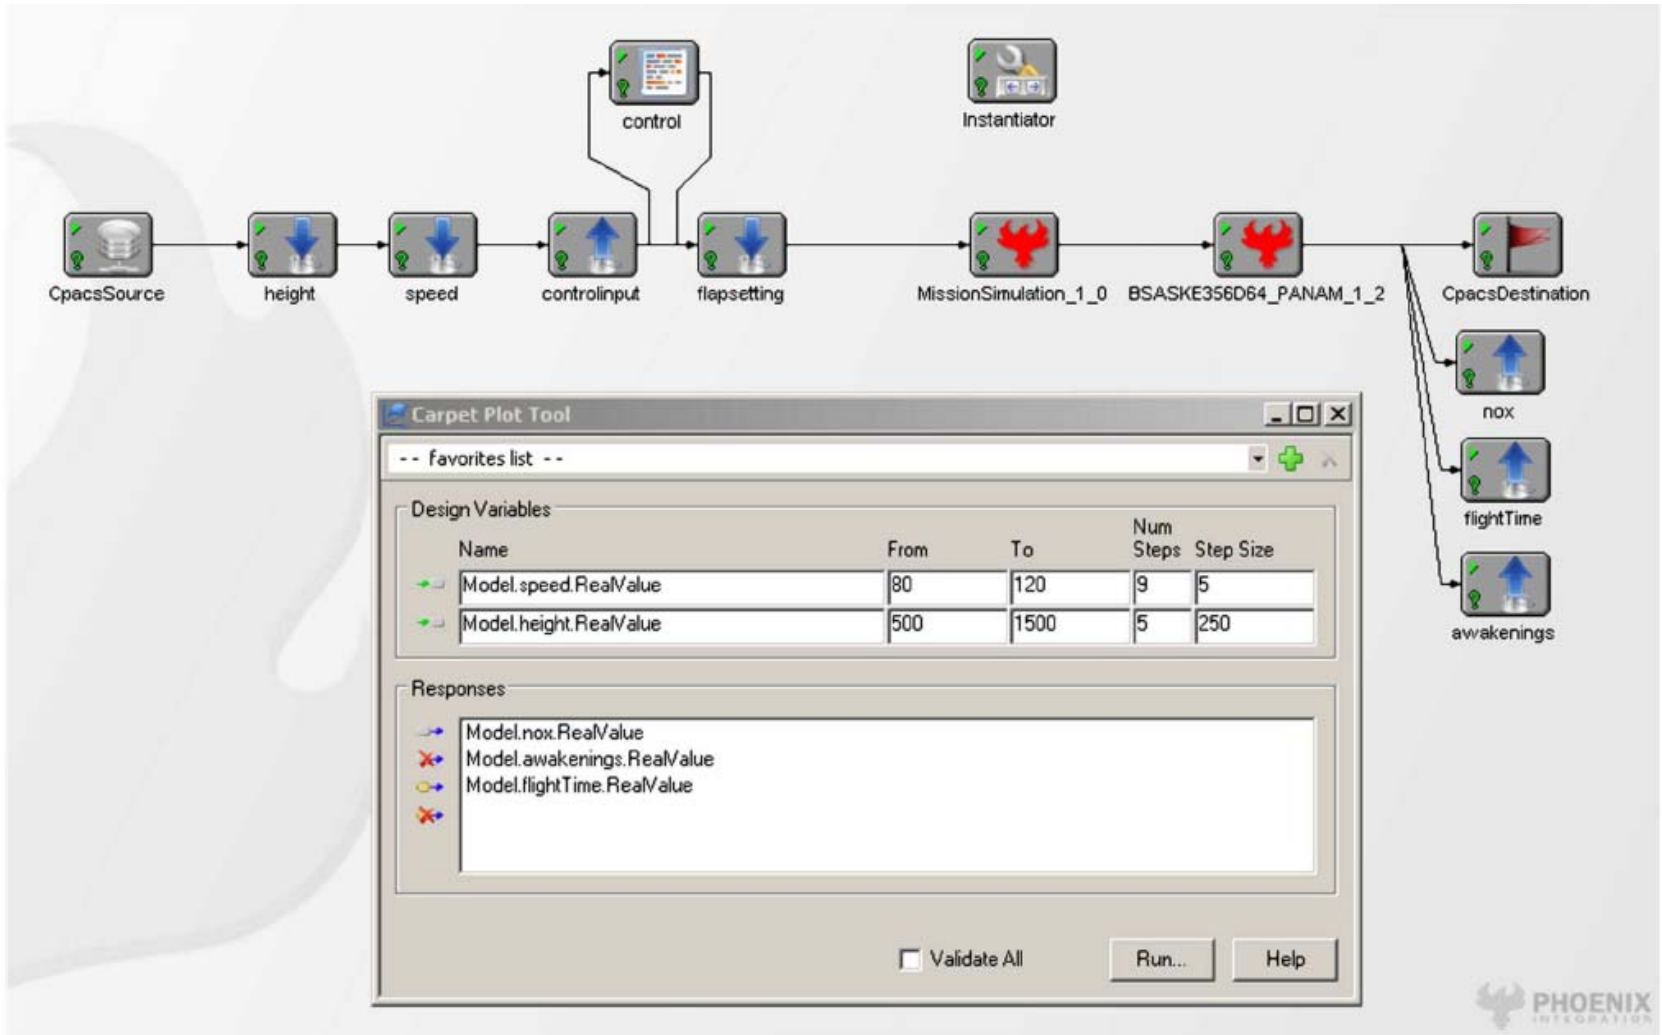 control
Instantiator
CpacsSource
height
speed
controlinput
flapsetting
MissionSimulation_1_0
BSASKE356D64_PANAM_1_2
CpacsDestination
nox
flightTime
awakenings
Carpet Plot Tool
-- favorites list --
Design Variables
Name From To Num Steps Step Size
Model.speed.RealValue 80 120 9 5
Model.height.RealValue 500 1500 5 250
Responses
Model.nox.RealValue
Model.awakenings.RealValue
Model.flightTime.RealValue
Validate All Run... Help
PHOENIX
INTEGRATION